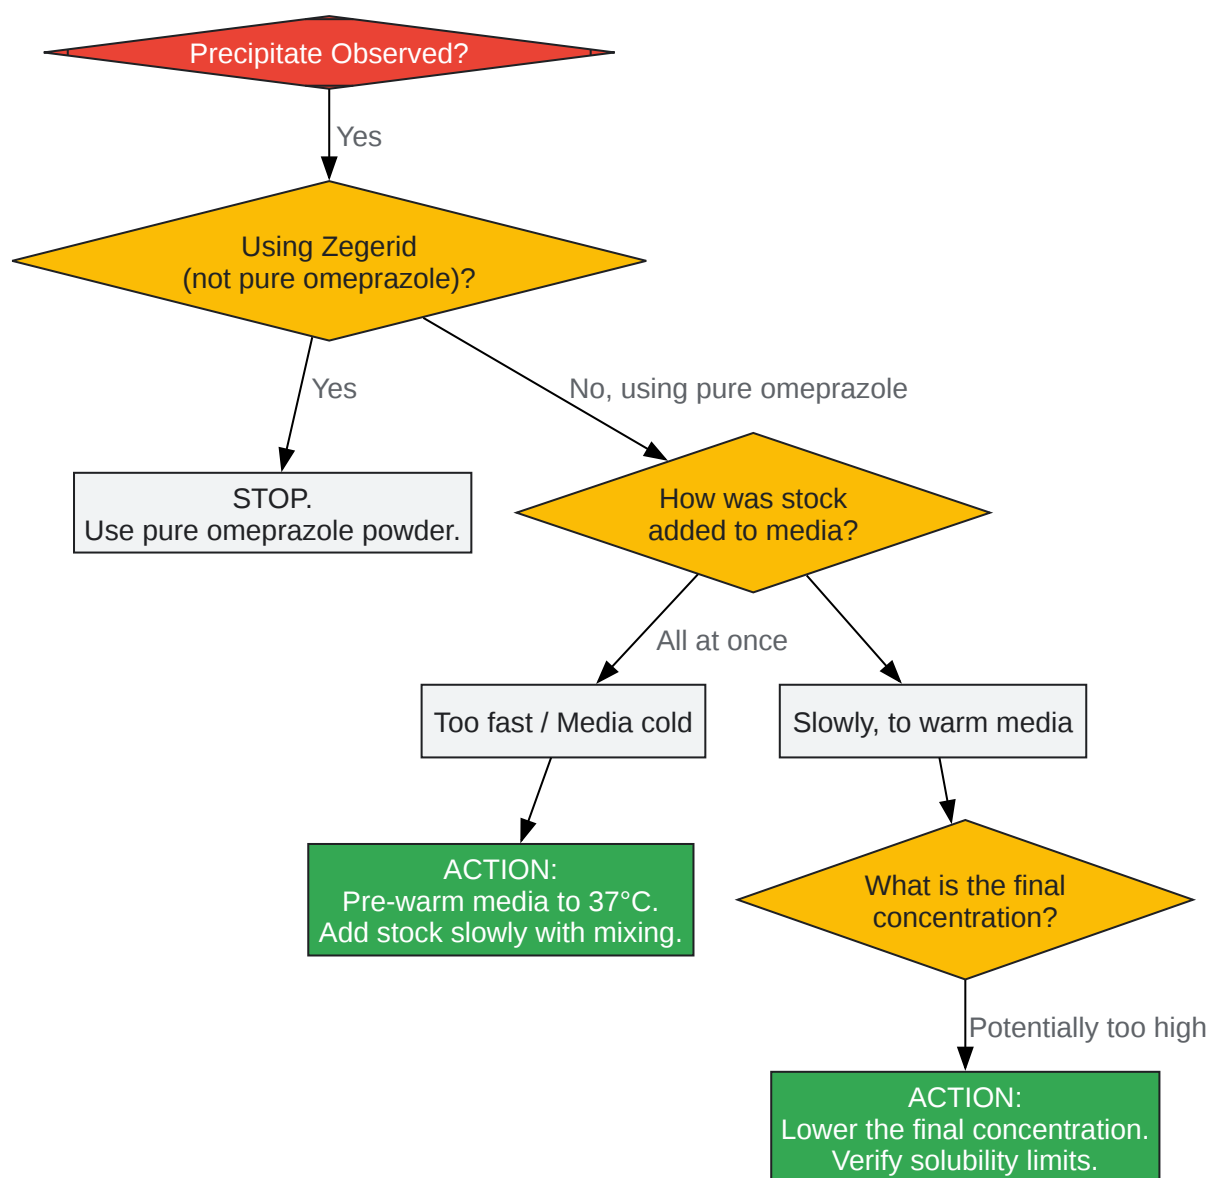 Precipitate Observed?
Yes
Using Zegerid
(not pure omeprazole)?
Yes
No, using pure omeprazole
STOP.
Use pure omeprazole powder.
How was stock
added to media?
All at once
Too fast / Media cold
Slowly, to warm media
ACTION:
Pre-warm media to 37°C.
Add stock slowly with mixing.
What is the final
concentration?
Potentially too high
ACTION:
Lower the final concentration.
Verify solubility limits.